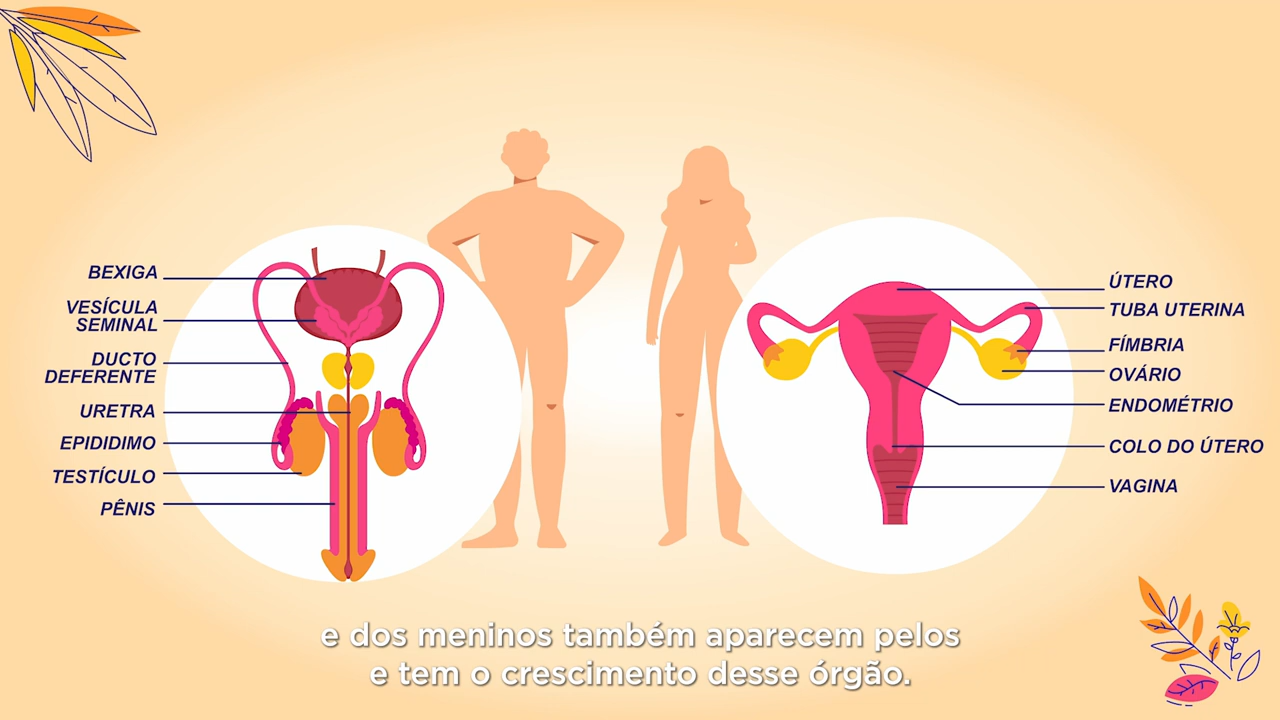 BEXIGA
VESÍCULA
SEMINAL
DUCTO
DEFERENTE
URETRA
EPIDIDIMO
TESTÍCULO
PÊNIS
ÚTERO
TUBA UTERINA
FÍMBRIA
OVÁRIO
ENDOMÉTRIO
COLO DO ÚTERO
VAGINA
e dos meninos também aparecem pelos
e tem o crescimento desse órgão.